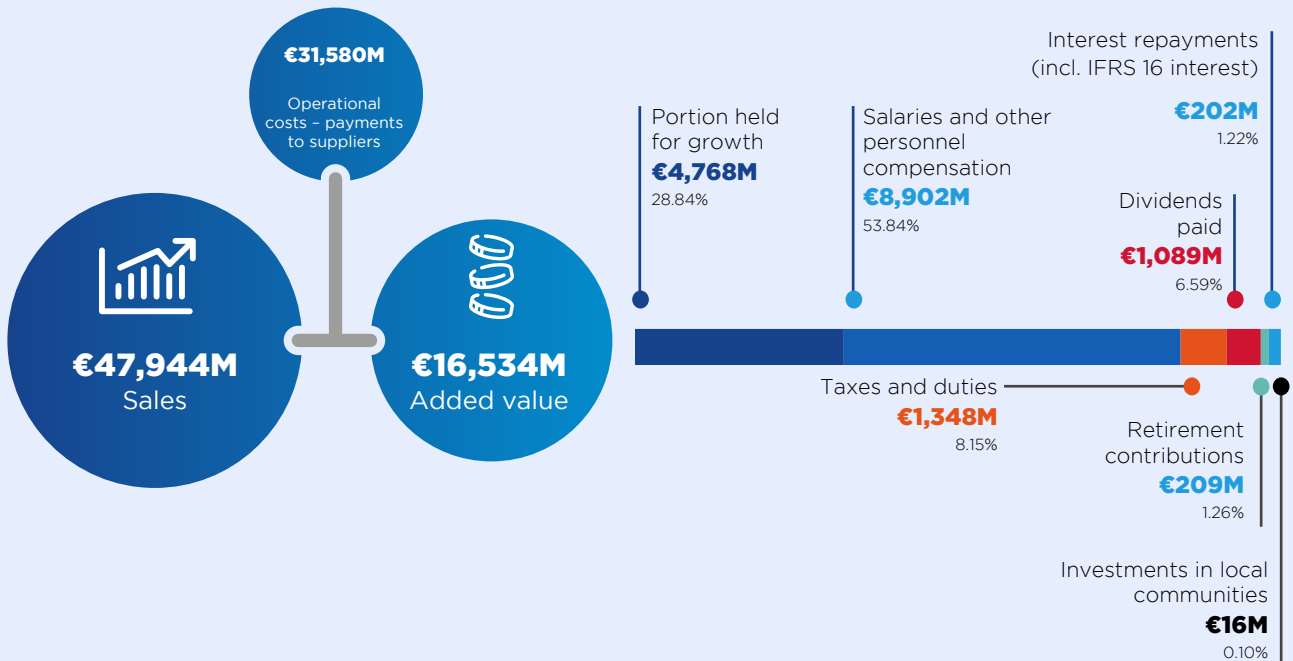 €31,580M
Operational
costs – payments
to suppliers
€47,944M
Sales
€16,534M
Added value
Portion held
for growth
€4,768M
28.84%
Salaries and other
personnel
compensation
€8,902M
53.84%
Interest repayments
(incl. IFRS 16 interest)
€202M
1.22%
Dividends
paid
€1,089M
6.59%
Taxes and duties
€1,348M
8.15%
Retirement
contributions
€209M
1.26%
Investments in local
communities
€16M
0.10%